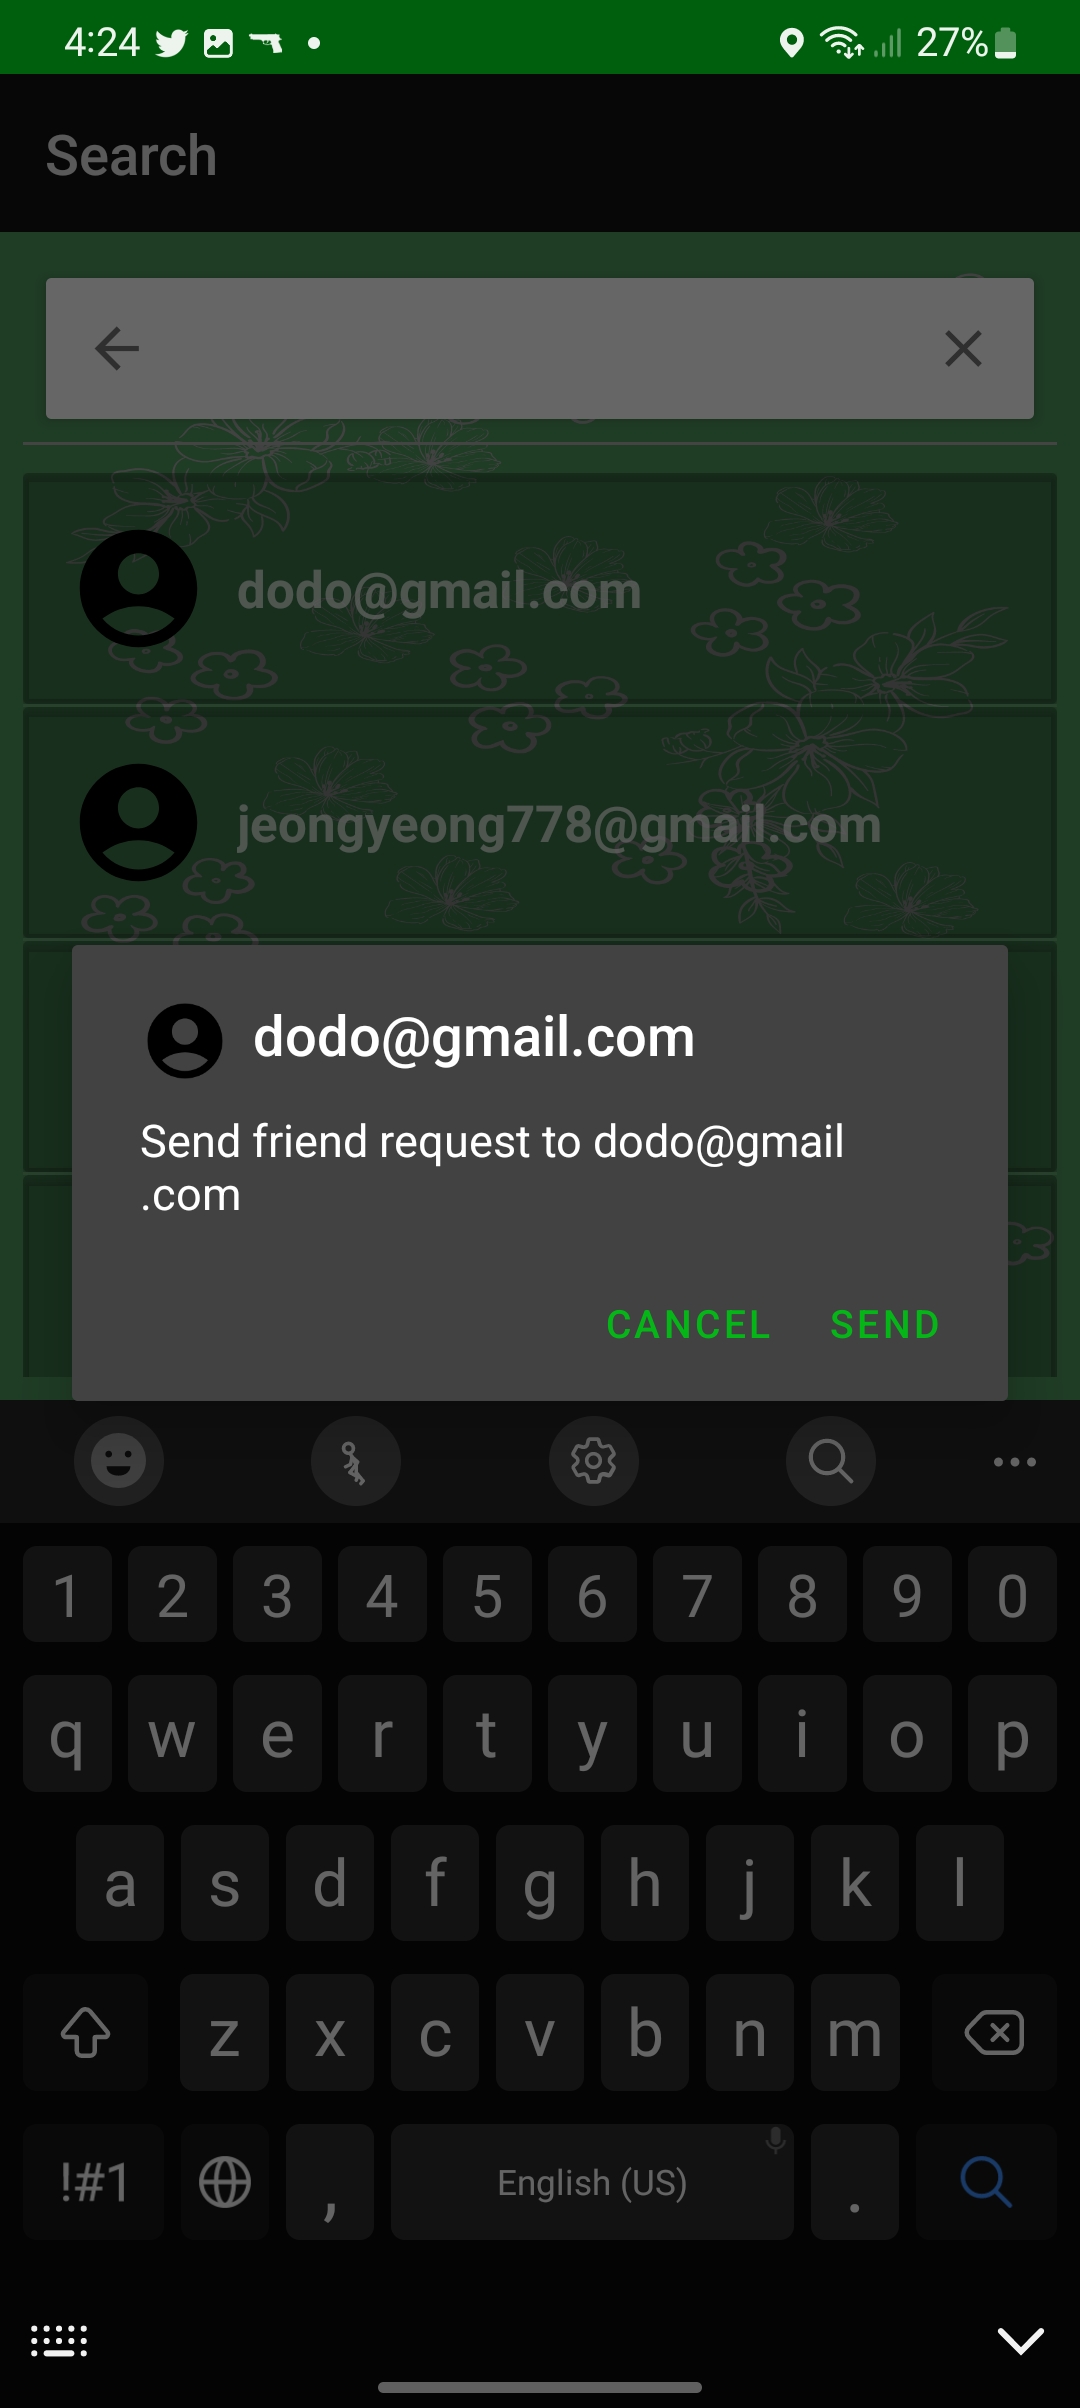 4:24
27%
Search
dodo@gmail.com
jeongyeong778@gmail.com
dodo@gmail.com
Send friend request to dodo@gmail
.com
CANCEL SEND
1 2 3 4 5 6 7 8 9 0
q w e r t y u i o p
a s d f g h j k l
z x c v b n m
!#1 , English (US) .